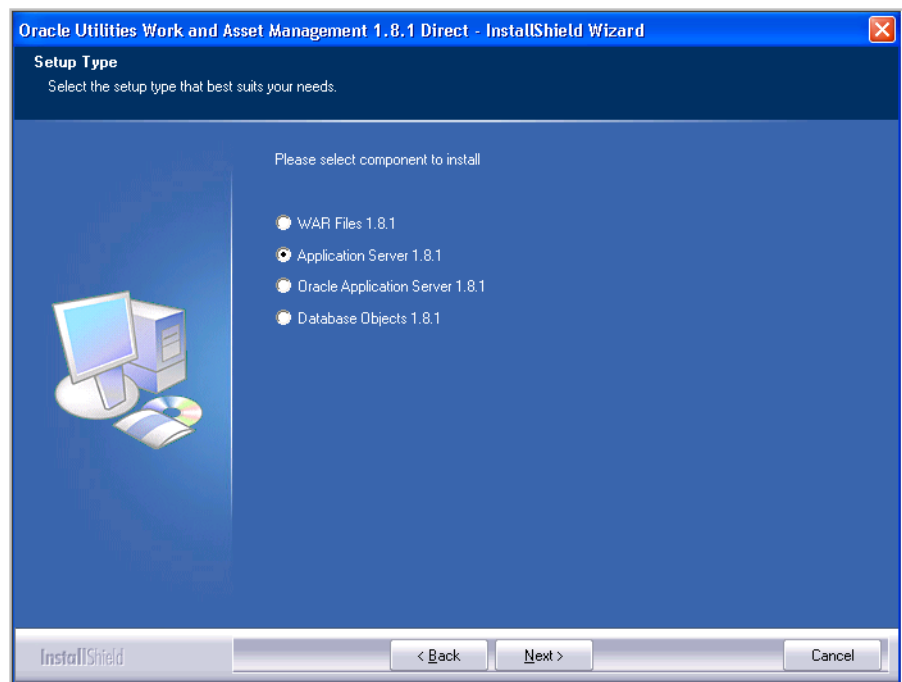 Oracle Utilities Work and Asset Management 1.8.1 Direct - InstallShield Wizard
Setup Type
Select the setup type that best suits your needs.
Please select component to install
WAR Files 1.8.1
Application Server 1.8.1
Oracle Application Server 1.8.1
Database Objects 1.8.1
InstallShield
< Back
Next >
Cancel